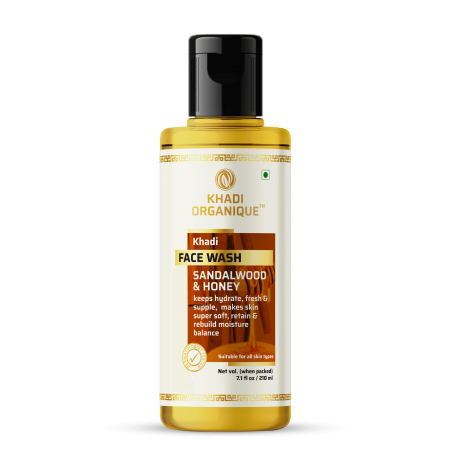 KHADI
ORGANIQUE™
Khadi
FACE WASH
SANDALWOOD
& HONEY
keeps hydrate, fresh &
supple, makes skin
super soft, retain &
rebuild moisture
balance
Suitable for all skin types
Net vol. (when packed)
7.1 fl oz / 210 ml